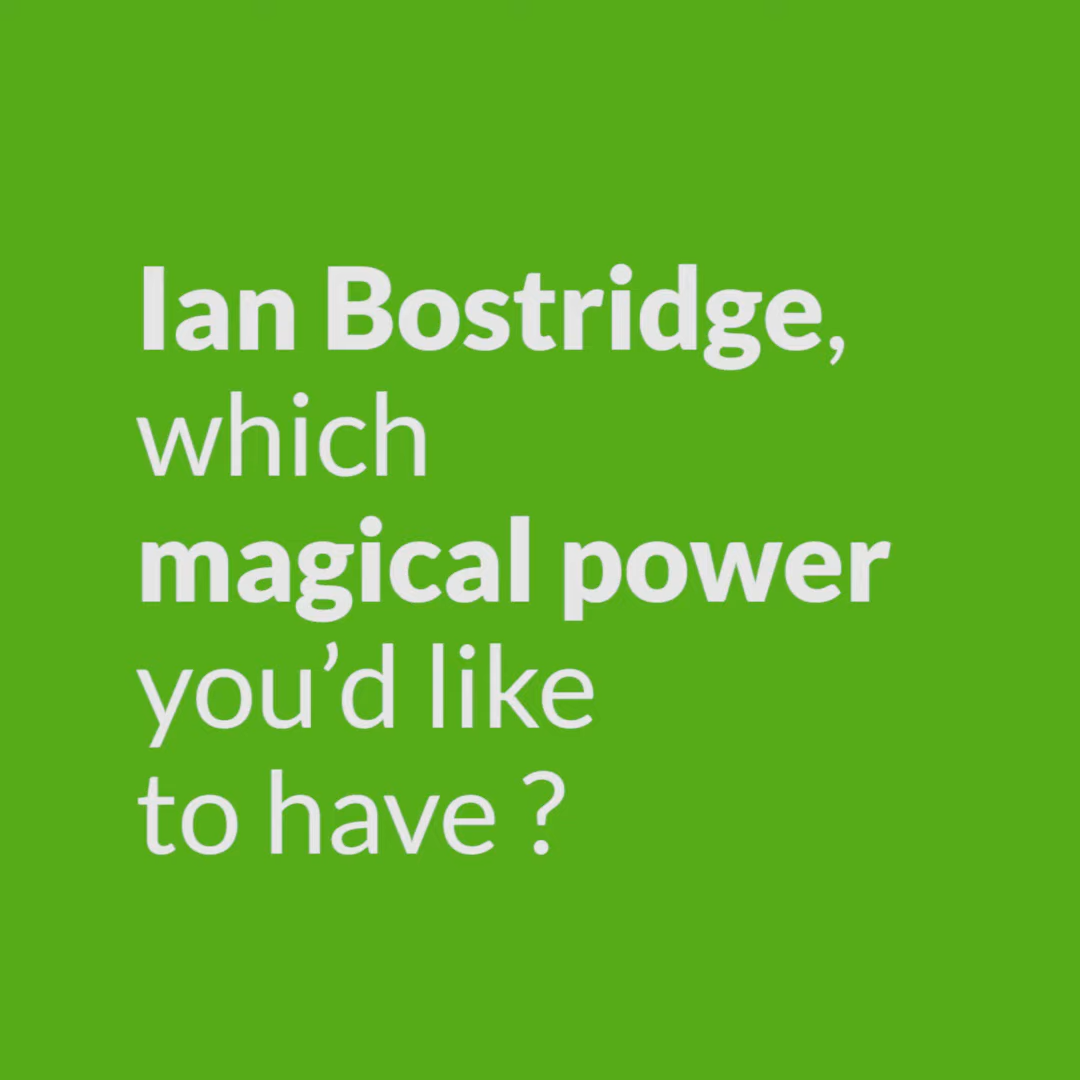 Ian Bostridge,
which
magical power
you’d like
to have ?